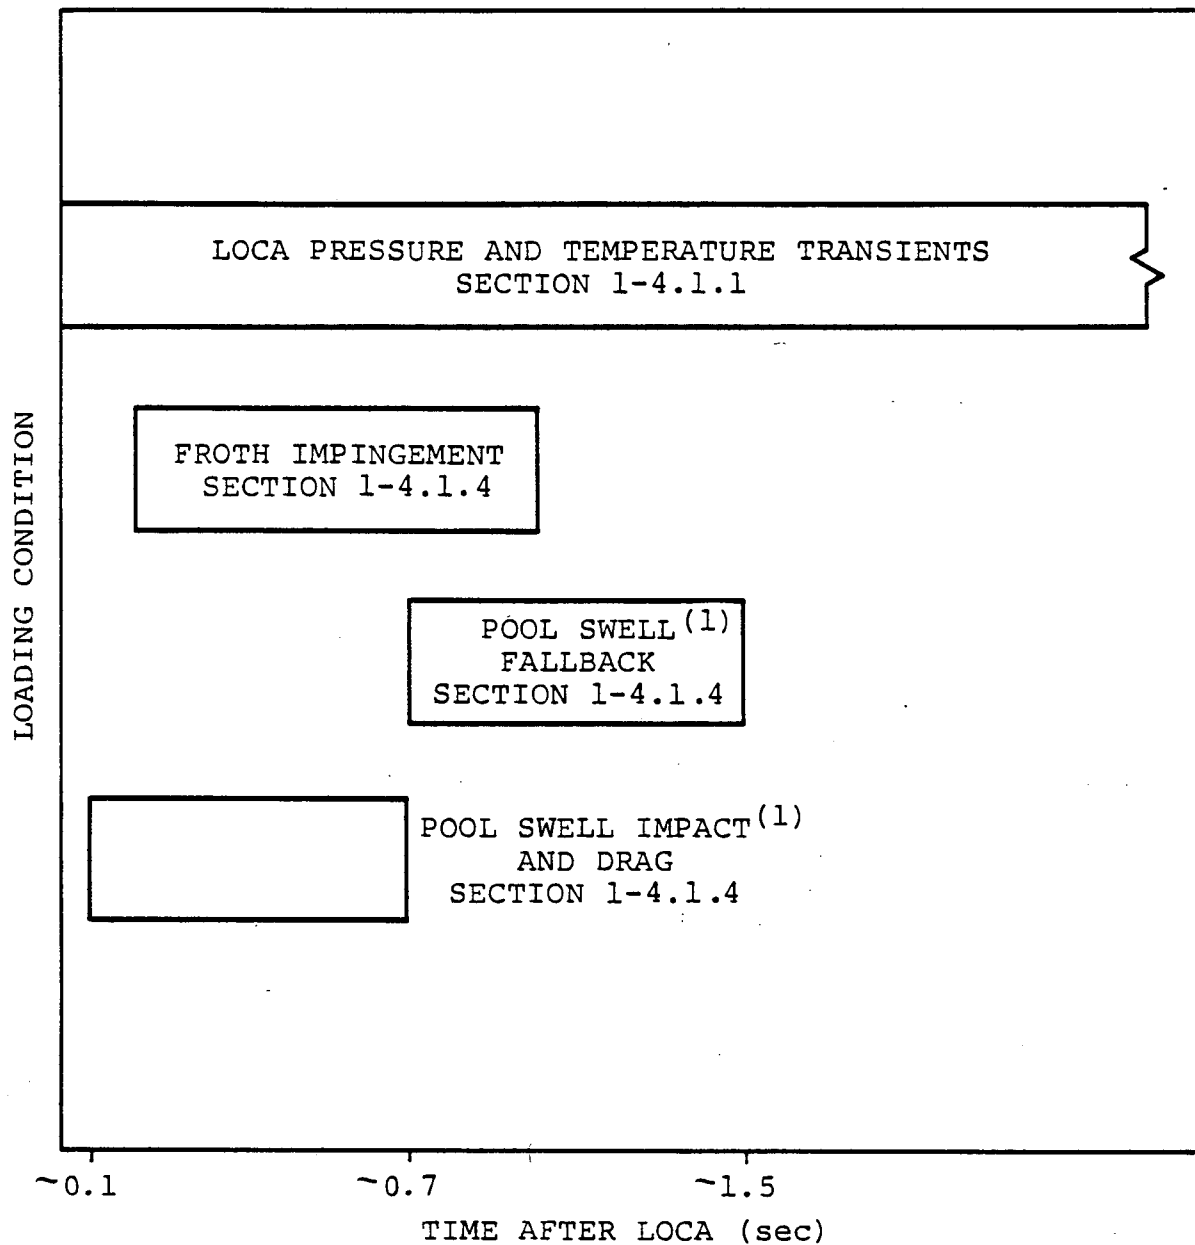 LOCA PRESSURE AND TEMPERATURE TRANSIENTS
SECTION 1-4.1.1
FROTH IMPINGEMENT
SECTION 1-4.1.4
POOL SWELL(1)
FALLBACK
SECTION 1-4.1.4
POOL SWELL IMPACT(1)
AND DRAG
SECTION 1-4.1.4
LOADING CONDITION
~0.1
~0.7
~1.5
TIME AFTER LOCA (sec)